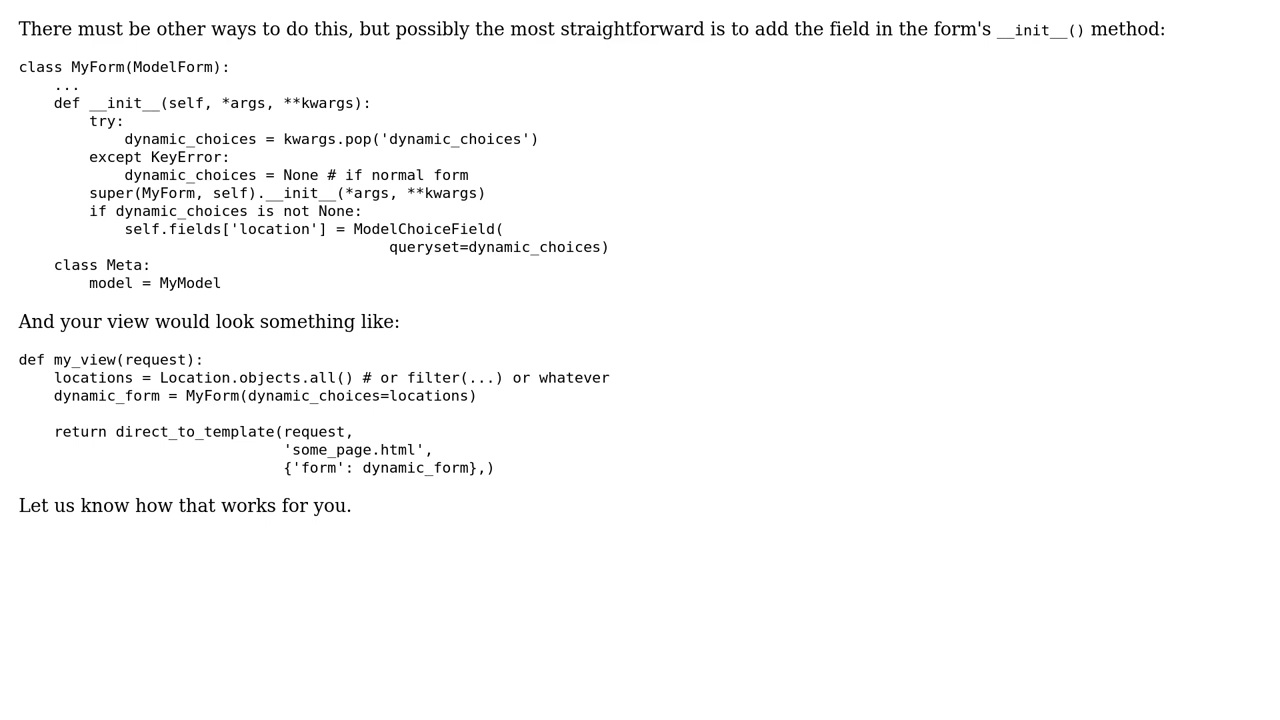 There must be other ways to do this, but possibly the most straightforward is to add the field in the form's __init__() method:
class MyForm(ModelForm):
    ...
    def __init__(self, *args, **kwargs):
        try:
            dynamic_choices = kwargs.pop('dynamic_choices')
        except KeyError:
            dynamic_choices = None # if normal form
        super(MyForm, self).__init__(*args, **kwargs)
        if dynamic_choices is not None:
            self.fields['location'] = ModelChoiceField(
                                          queryset=dynamic_choices)
    class Meta:
        model = MyModel
And your view would look something like:
def my_view(request):
    locations = Location.objects.all() # or filter(...) or whatever
    dynamic_form = MyForm(dynamic_choices=locations)
    return direct_to_template(request,
                              'some_page.html',
                              {'form': dynamic_form},)
Let us know how that works for you.